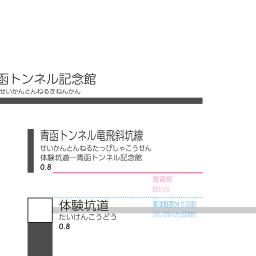 函トンネル記念館
せいかんとんねるきねんかん
青函トンネル竜飛斜坑線
せいかんとんねるたっぴしゃこうせん
体験坑道―青函トンネル記念館
0.8
青森県
体験坑道
たいけんこうどう
0.8